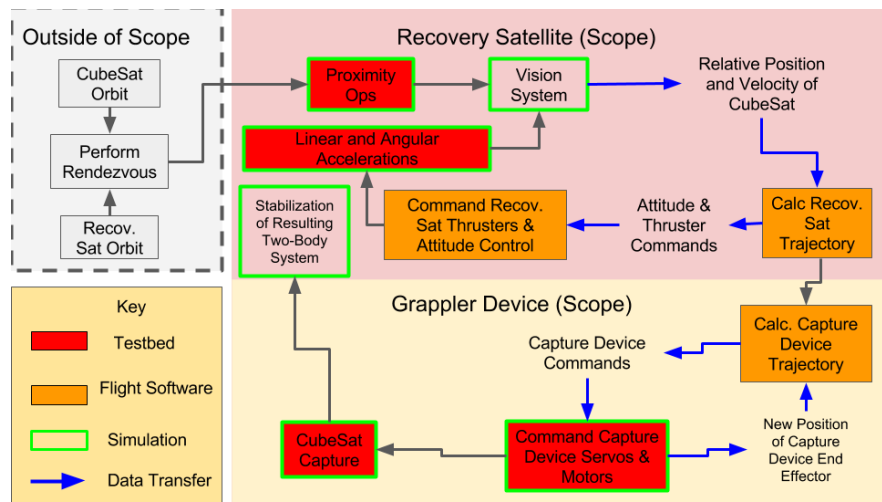 Outside of Scope
CubeSat
Orbit
Perform
Rendezvous
Recov.
Sat Orbit
Recovery Satellite (Scope)
Proximity
Ops
Vision
System
Relative Position
and Velocity of
CubeSat
Linear and Angular
Accelerations
Stabilization
of Resulting
Two-Body
System
Command Recov.
Sat Thrusters &
Attitude Control
Attitude &
Thruster
Commands
Calc Recov.
Sat
Trajectory
Key
Testbed
Flight Software
Simulation
Data Transfer
Grappler Device (Scope)
Capture Device
Commands
Calc. Capture
Device
Trajectory
CubeSat
Capture
Command Capture
Device Servos &
Motors
New Position
of Capture
Device End
Effector